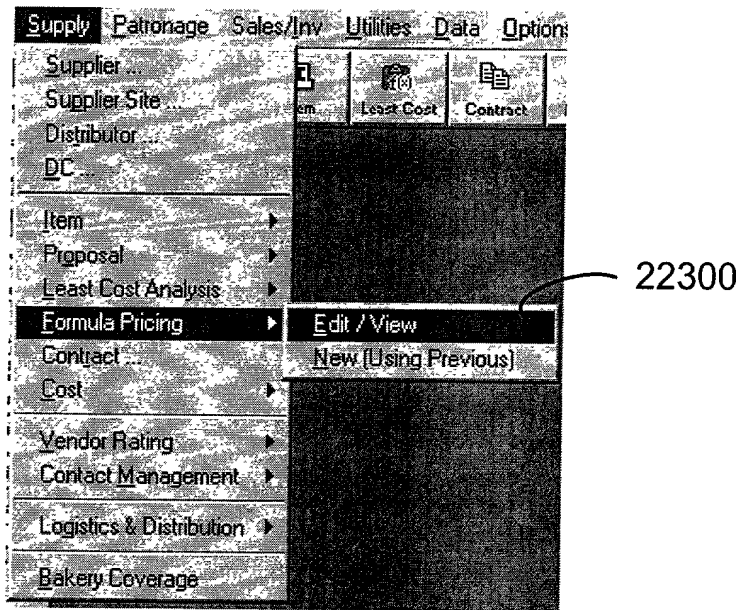 Supply Patronage Sales/Inv Utilities Data Options
Supplier ...
Supplier Site ...
Distributor ...
DC ...
Least Cost
Contract
Item
Proposal
Least Cost Analysis
Formula Pricing
Edit / View
22300
New (Using Previous)
Contract ...
Cost
Vendor Rating
Contact Management
Logistics & Distribution
Bakery Coverage